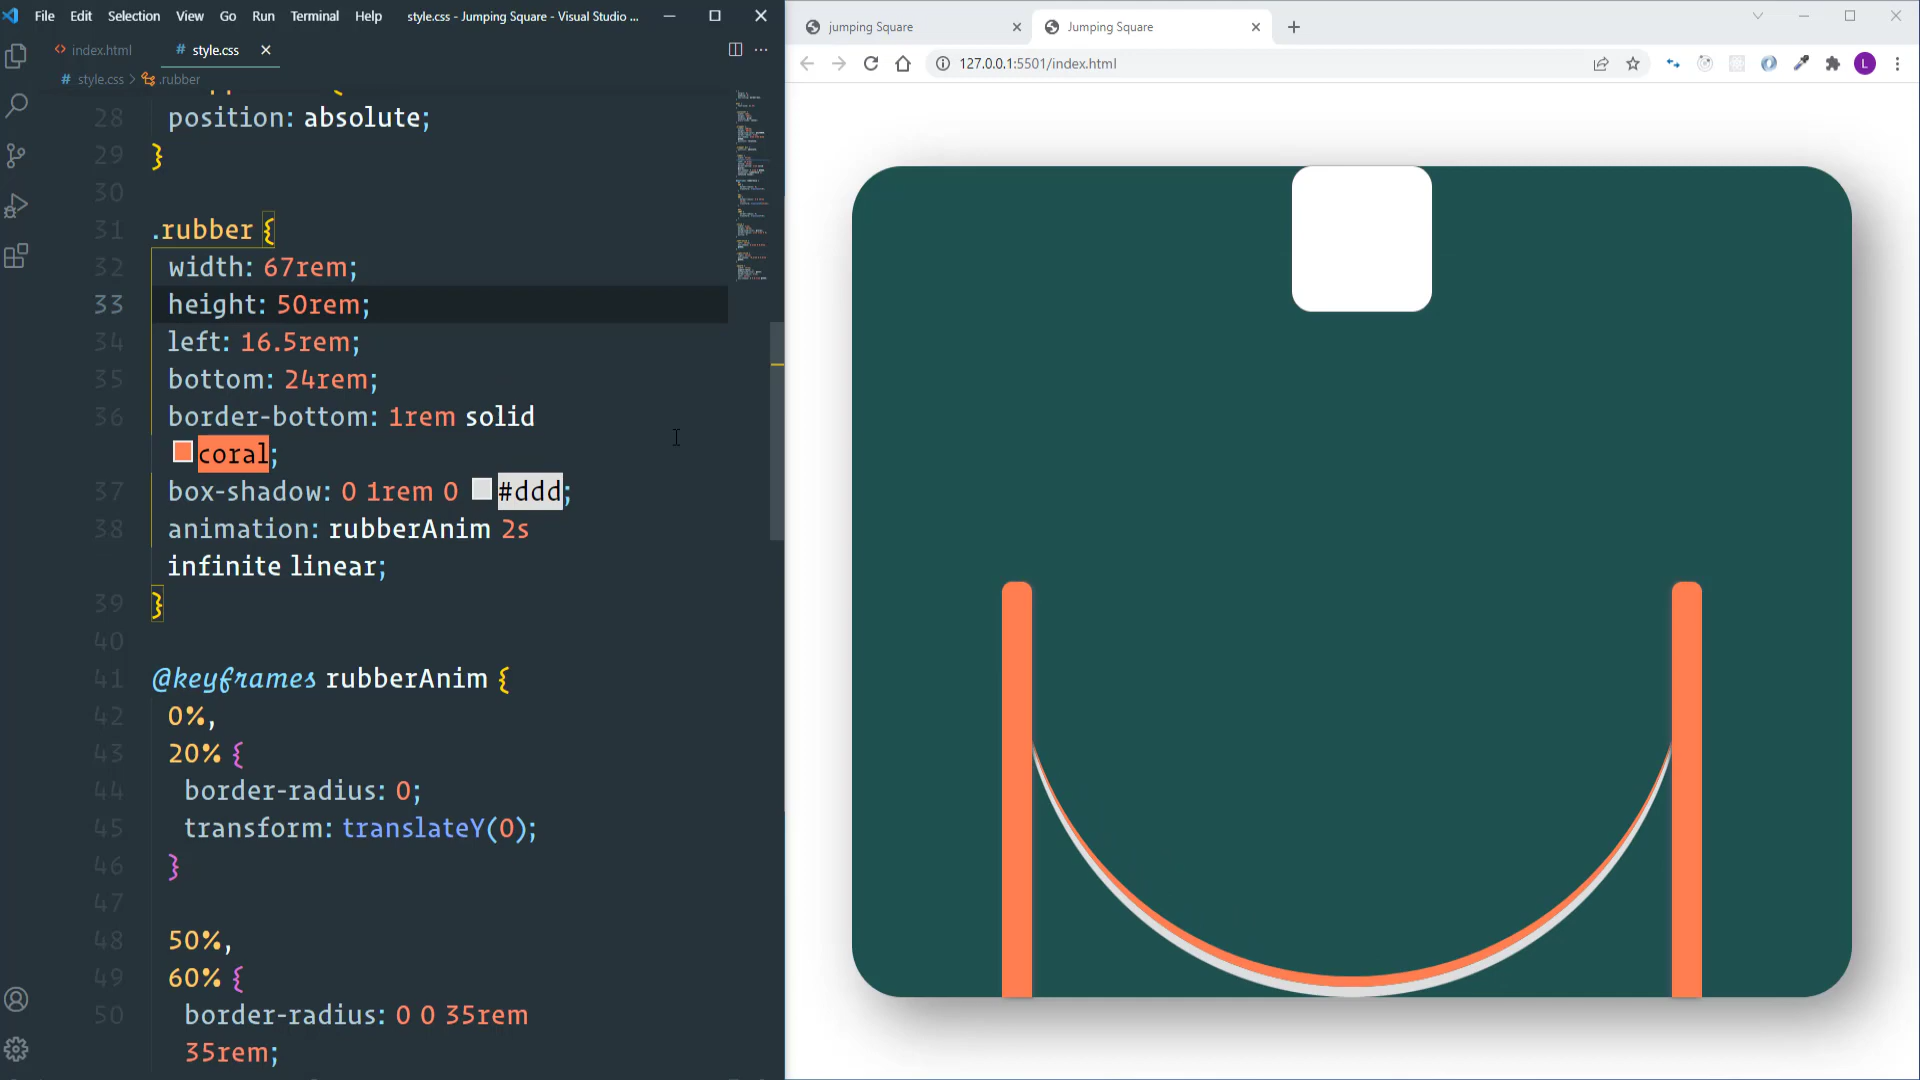 File Edit Selection View Go Run Terminal Help style.css - Jumping Square - Visual Studio ...
index.html
# style.css
# style.css > .rubber
28 position: absolute;
29 }
30
31 .rubber {
32 width: 67rem;
33 height: 50rem;
34 left: 16.5rem;
35 bottom: 24rem;
36 border-bottom: 1rem solid
coral;
37 box-shadow: 0 1rem 0 #ddd;
38 animation: rubberAnim 2s
infinite linear;
39 }
40
41 @keyframes rubberAnim {
42 0%,
43 20% {
44 border-radius: 0;
45 transform: translateY(0);
46 }
47
48 50%,
49 60% {
50 border-radius: 0 0 35rem
35rem;
jumping Square
Jumping Square
127.0.0.1:5501/index.html
L